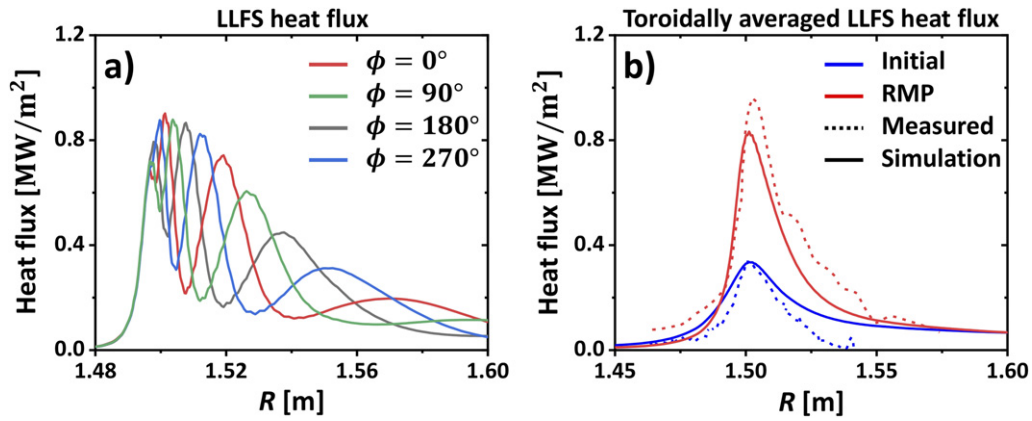 LLFS heat flux
1.2
0.8
0.4
0.0
Heat flux [MW/m²]
a)
ϕ = 0°
ϕ = 90°
ϕ = 180°
ϕ = 270°
1.48
1.52
1.56
1.60
R [m]
Toroidally averaged LLFS heat flux
1.2
0.8
0.4
0.0
Heat flux [MW/m²]
b)
Initial
RMP
Measured
Simulation
1.45
1.50
1.55
1.60
R [m]